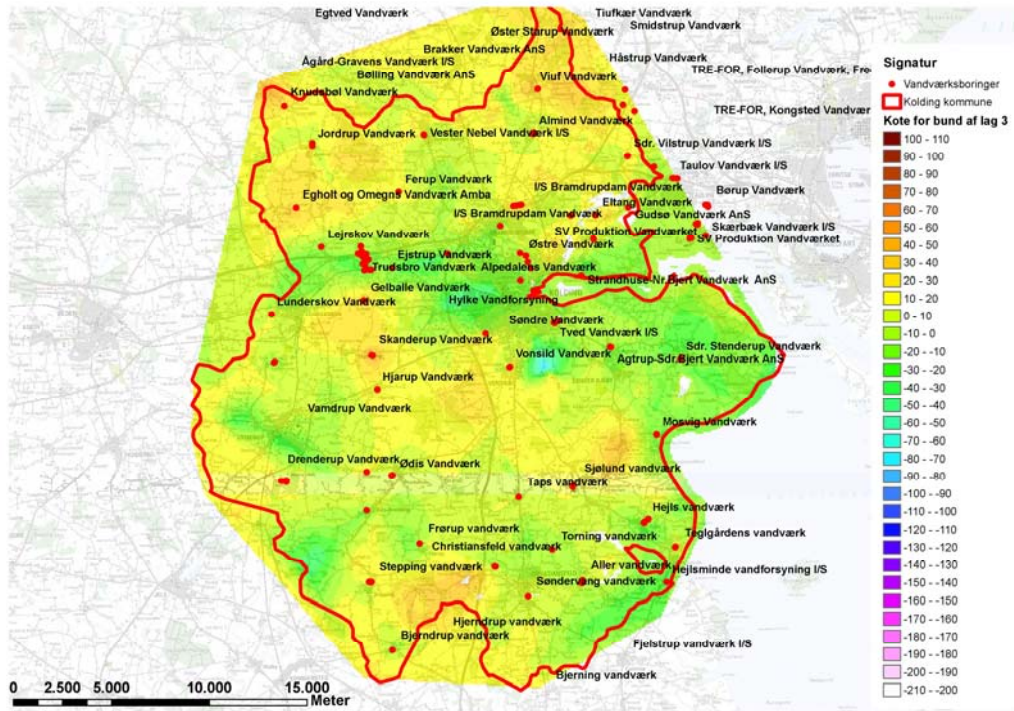 Egtved Vandværk
Tiufkær Vandværk
Smidstrup Vandværk
Øster Starup Vandværk
Brakker Vandværk AnS
Håstrup Vandværk
Ågård-Gravens Vandværk I/S
Bølling Vandværk AnS
Viuf Vandværk
TRE-FOR, Follerup Vandværk, Fre
Knudsbøl Vandværk
TRE-FOR, Kongsted Vandvær
Almind Vandværk
Jordrup Vandværk
Vester Nebel Vandværk I/S
Sdr. Vilstrup Vandværk I/S
Taulov Vandværk I/S
Ferup Vandværk
I/S Bramdrupdam Vandværk
Børup Vandværk
Egholt og Omegns Vandværk Amba
Eltang Vandværk
I/S Bramdrupdam Vandværk
Gudsø Vandværk AnS
Skærbæk Vandværk I/S
Lejrskov Vandværk
SV Produktion Vandværket
SV Produktion Vandværket
Østre Vandværk
Ejstrup Vandværk
Trudsbro Vandværk
Alpedalens Vandværk
Strandhuse-Nr.Bjert Vandværk AnS
Gelballe Vandværk
KOLDING
Lunderskov Vandværk
Hylke Vandforsyning
Søndre Vandværk
Tved Vandværk I/S
Skanderup Vandværk
Sdr. Stenderup Vandværk
Vonsild Vandværk
Agtrup-Sdr.Bjert Vandværk AnS
Hjarup Vandværk
Vamdrup Vandværk
Mosvig Vandværk
Drenderup Vandværk
Ødis Vandværk
Sjølund vandværk
Taps vandværk
Hejls vandværk
Frørup vandværk
Torning vandværk
Teglgårdens vandværk
Christiansfeld vandværk
Stepping vandværk
Aller vandværk
Hejlsminde vandforsyning I/S
Søndervang vandværk
Hjerndrup vandværk
Bjerndrup vandværk
Fjelstrup vandværk I/S
Bjerning vandværk
0 2.500 5.000 10.000 15.000
Meter
Signatur
Vandværksboringer
Kolding kommune
Kote for bund af lag 3
100 - 110
90 - 100
80 - 90
70 - 80
60 - 70
50 - 60
40 - 50
30 - 40
20 - 30
10 - 20
0 - 10
-10 - 0
-20 - -10
-30 - -20
-40 - -30
-50 - -40
-60 - -50
-70 - -60
-80 - -70
-90 - -80
-100 - -90
-110 - -100
-120 - -110
-130 - -120
-140 - -130
-150 - -140
-160 - -150
-170 - -160
-180 - -170
-190 - -180
-200 - -190
-210 - -200